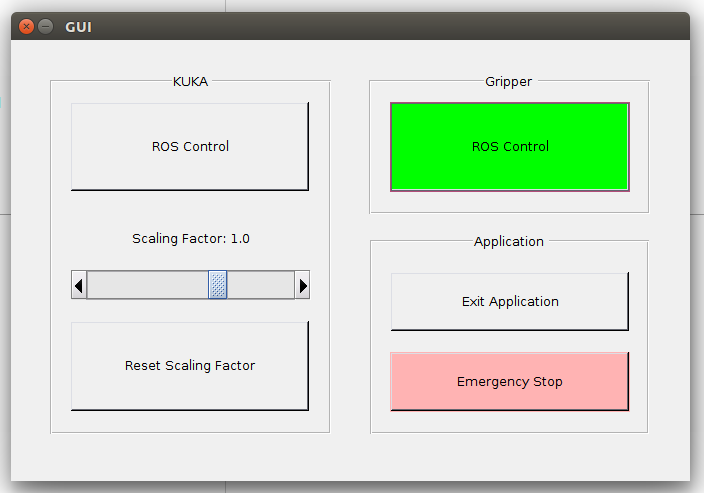 GUI
KUKA
ROS Control
Scaling Factor: 1.0
Reset Scaling Factor
Gripper
ROS Control
Application
Exit Application
Emergency Stop